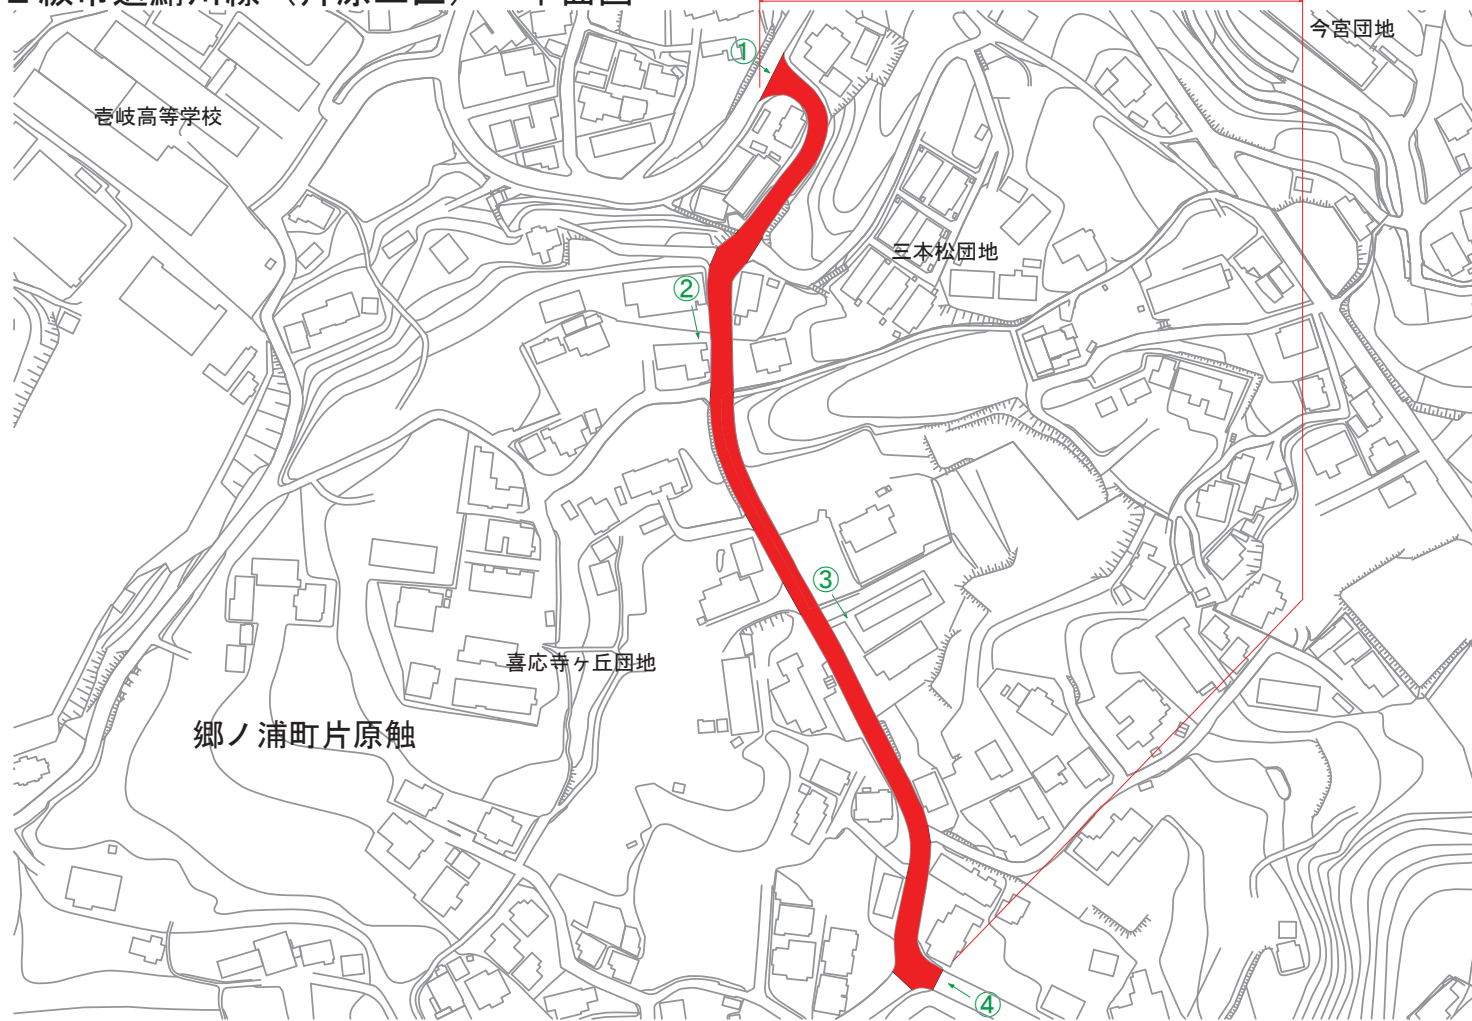 今宮団地
①
壱岐高等学校
三本松団地
②
③
喜応寺ヶ丘団地
郷ノ浦町片原触
④